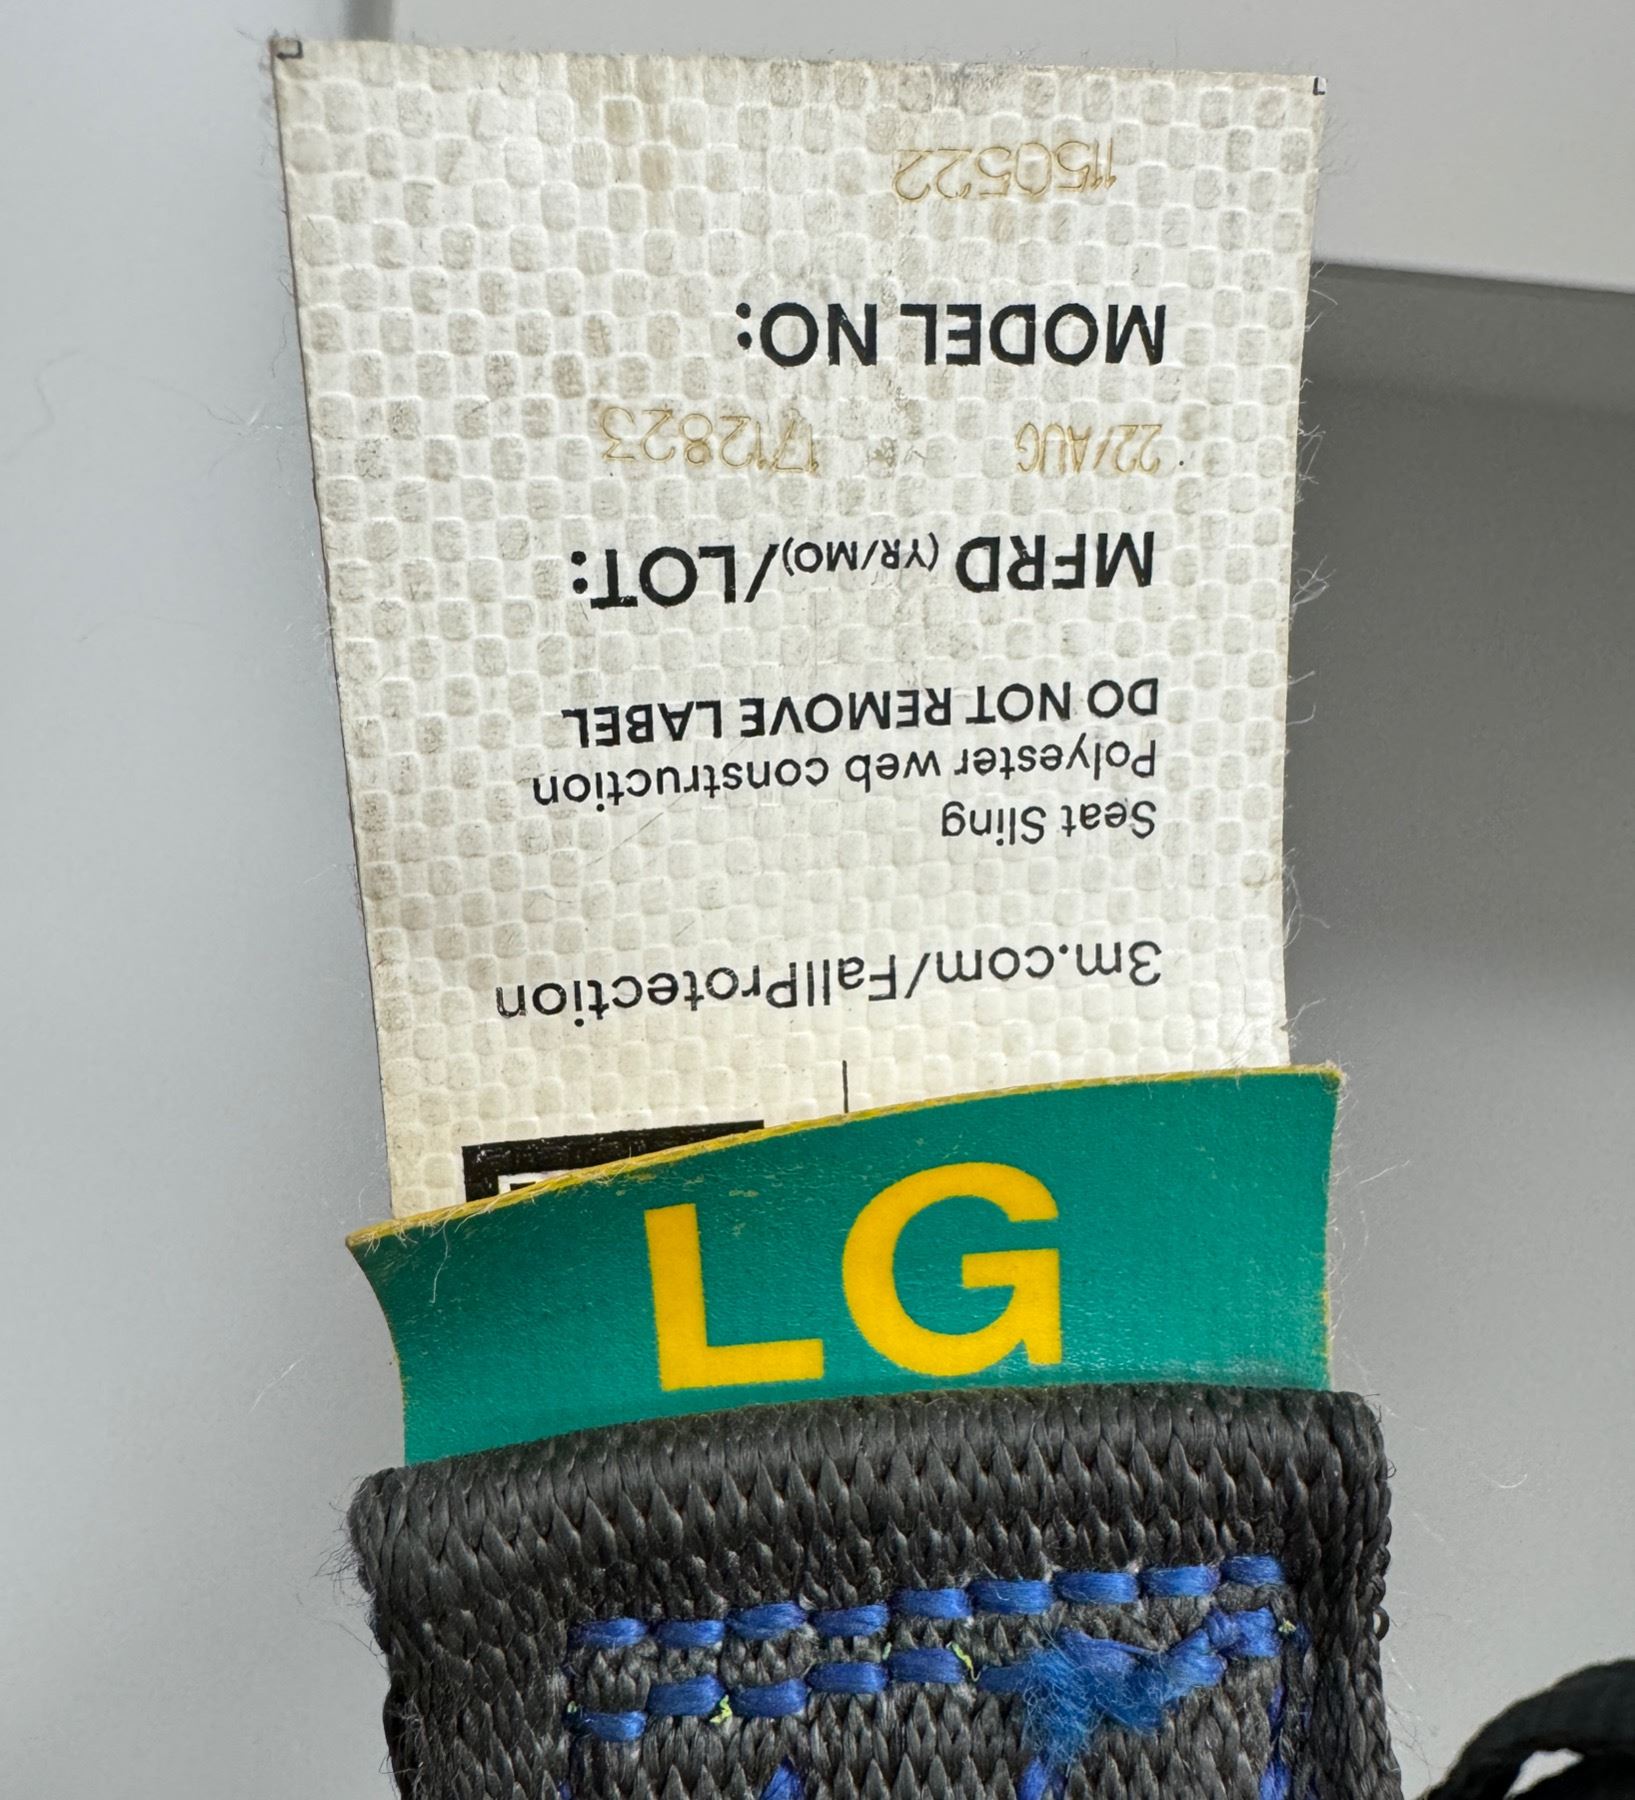 LG
3m.com/FallProtection
Seat Sling
Polyester web construction
DO NOT REMOVE LABEL
MFRD (YR/MO)/LOT:
22/AUG 1712823
MODEL NO:
1150522